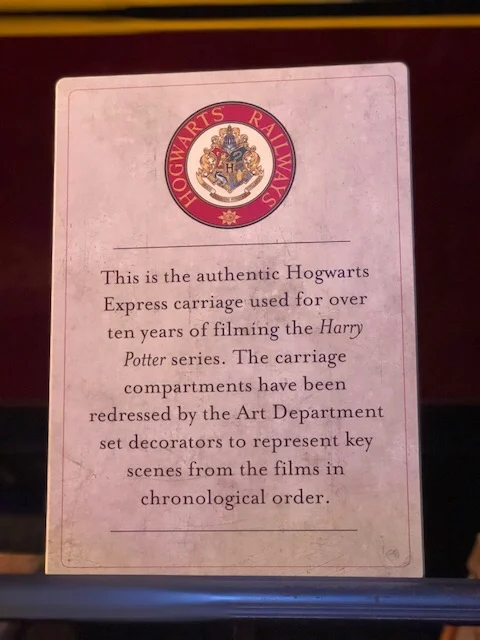 HOGWARTS RAILWAYS
H
This is the authentic Hogwarts
Express carriage used for over
ten years of filming the Harry
Potter series. The carriage
compartments have been
redressed by the Art Department
set decorators to represent key
scenes from the films in
chronological order.